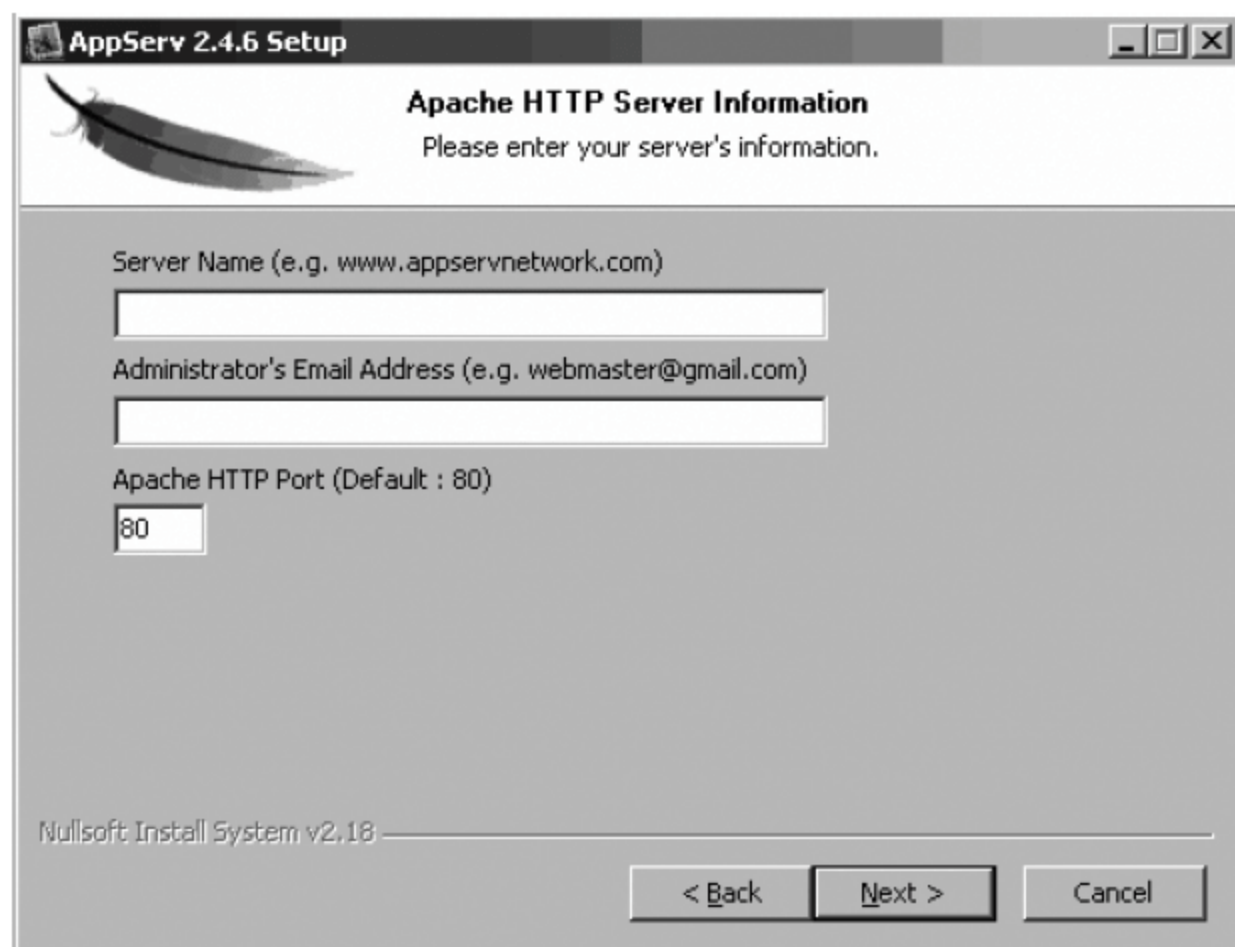 AppServ 2.4.6 Setup
Apache HTTP Server Information
Please enter your server's information.
Server Name (e.g. www.appservnetwork.com)
Administrator's Email Address (e.g. webmaster@gmail.com)
Apache HTTP Port (Default : 80)
80
Nullsoft Install System v2.18
< Back Next > Cancel